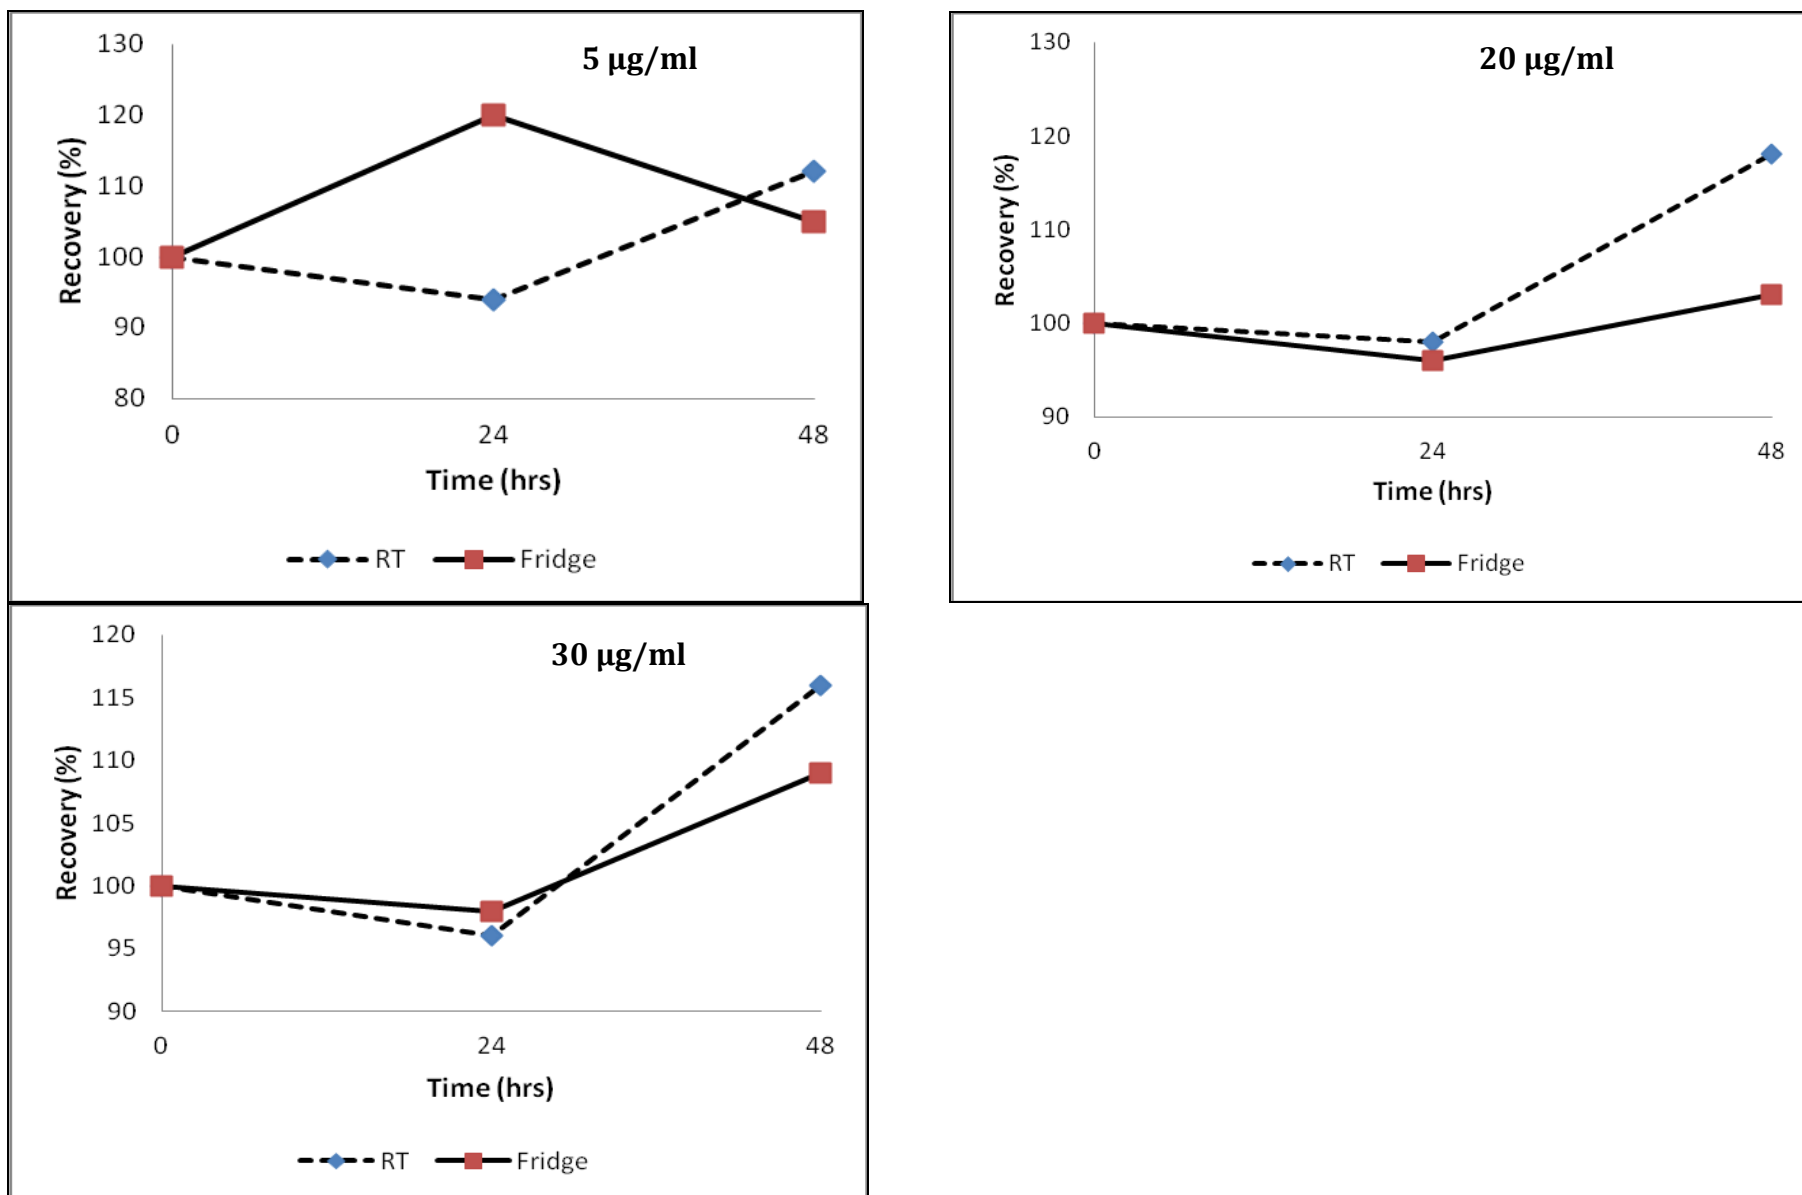 5 µg/ml
130
120
110
100
90
80
Recovery (%)
0 24 48
Time (hrs)
RT Fridge
20 µg/ml
130
120
110
100
90
Recovery (%)
0 24 48
Time (hrs)
RT Fridge
30 µg/ml
120
115
110
105
100
95
90
Recovery (%)
0 24 48
Time (hrs)
RT Fridge